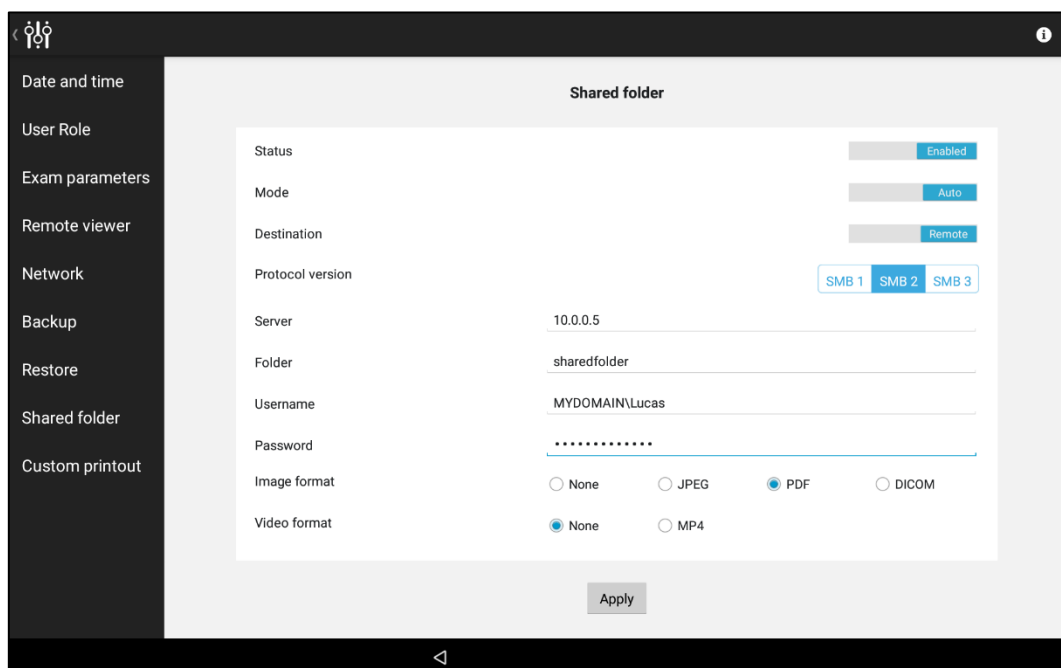 Date and time
User Role
Exam parameters
Remote viewer
Network
Backup
Restore
Shared folder
Custom printout
Shared folder
Status Enabled
Mode Auto
Destination Remote
Protocol version SMB 1 SMB 2 SMB 3
Server 10.0.0.5
Folder sharedfolder
Username MYDOMAIN\Lucas
Password •••••••••••••
Image format None JPEG PDF DICOM
Video format None MP4
Apply